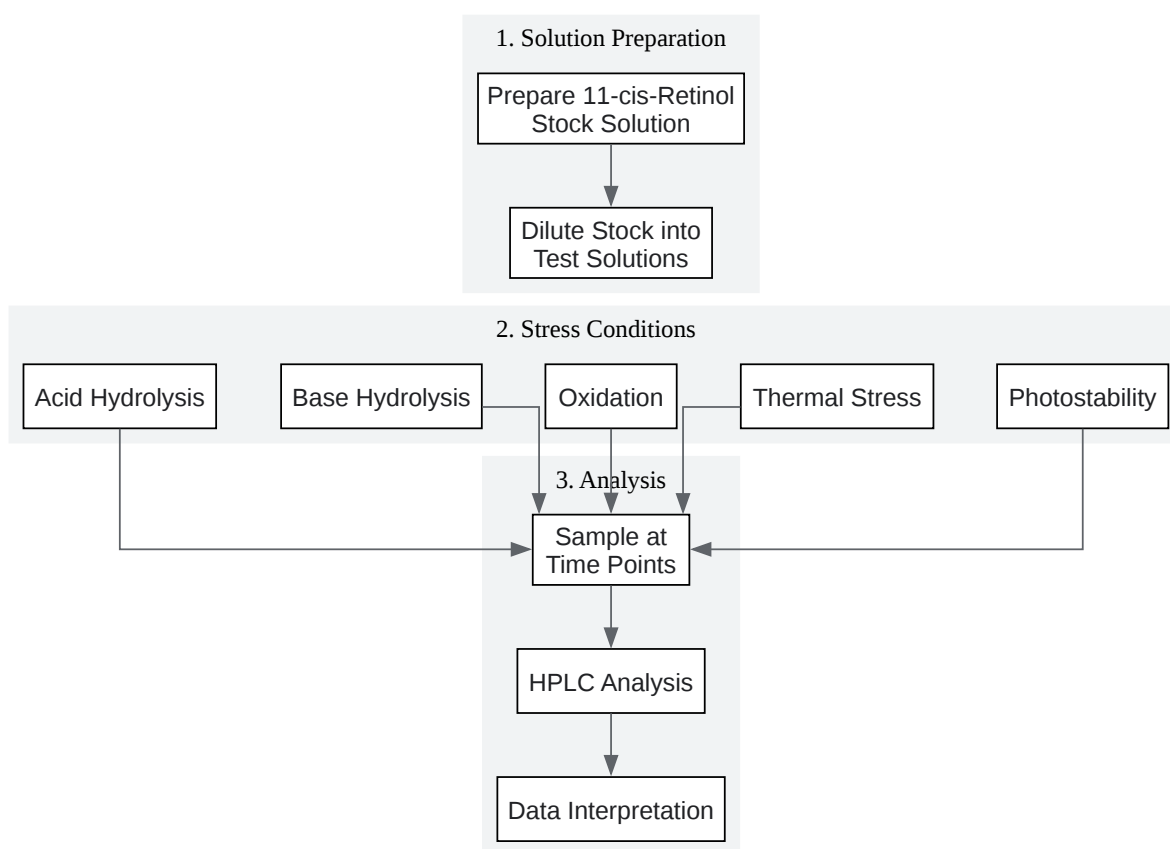 1. Solution Preparation
Prepare 11-cis-Retinol
Stock Solution
Dilute Stock into
Test Solutions
2. Stress Conditions
Acid Hydrolysis
Base Hydrolysis
Oxidation
Thermal Stress
Photostability
3. Analysis
Sample at
Time Points
HPLC Analysis
Data Interpretation